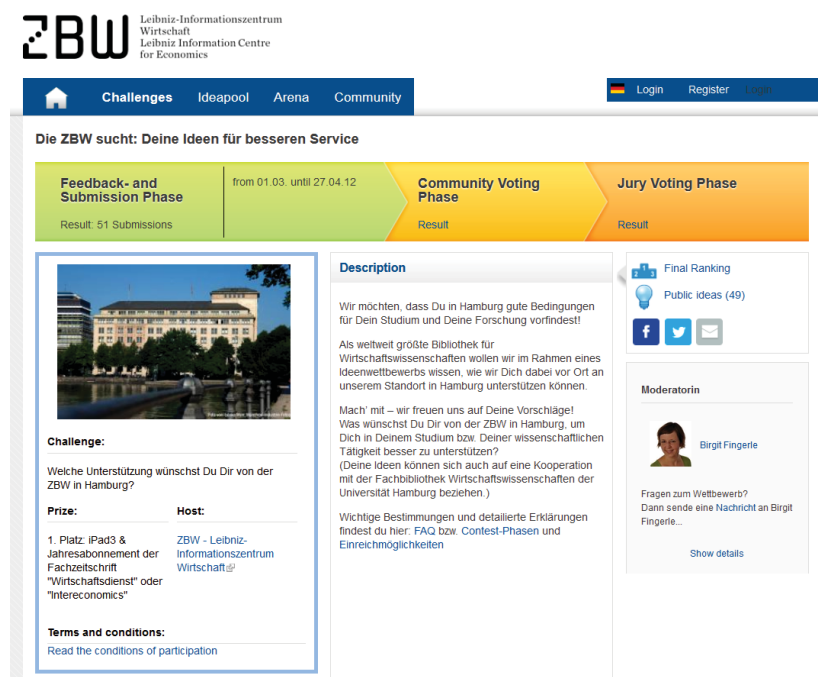 ZBW
Leibniz-Informationszentrum
Wirtschaft
Leibniz Information Centre
for Economics
Challenges Ideapool Arena Community
Login Register Login
Die ZBW sucht: Deine Ideen für besseren Service
Feedback- and
Submission Phase
Result: 51 Submissions
from 01.03. until 27.04.12
Community Voting
Phase
Result
Jury Voting Phase
Result
Challenge:
Welche Unterstützung wünschst Du Dir von der
ZBW in Hamburg?
Prize:
1. Platz: iPad3 &
Jahresabonnement der
Fachzeitschrift
"Wirtschaftsdienst" oder
"Intereconomics"
Host:
ZBW - Leibniz-
Informationszentrum
Wirtschaft
Terms and conditions:
Read the conditions of participation
Description
Wir möchten, dass Du in Hamburg gute Bedingungen
für Dein Studium und Deine Forschung vorfindest!
Als weltweit größte Bibliothek für
Wirtschaftswissenschaften wollen wir im Rahmen eines
Ideenwettbewerbs wissen, wie wir Dich dabei vor Ort an
unserem Standort in Hamburg unterstützen können.
Mach' mit – wir freuen uns auf Deine Vorschläge!
Was wünschst Du Dir von der ZBW in Hamburg, um
Dich in Deinem Studium bzw. Deiner wissenschaftlichen
Tätigkeit besser zu unterstützen?
(Deine Ideen können sich auch auf eine Kooperation
mit der Fachbibliothek Wirtschaftswissenschaften der
Universität Hamburg beziehen.)
Wichtige Bestimmungen und detailierte Erklärungen
findest du hier: FAQ bzw. Contest-Phasen und
Einreichmöglichkeiten
Final Ranking
Public ideas (49)
Moderatorin
Birgit Fingerle
Fragen zum Wettbewerb?
Dann sende eine Nachricht an Birgit
Fingerle...
Show details